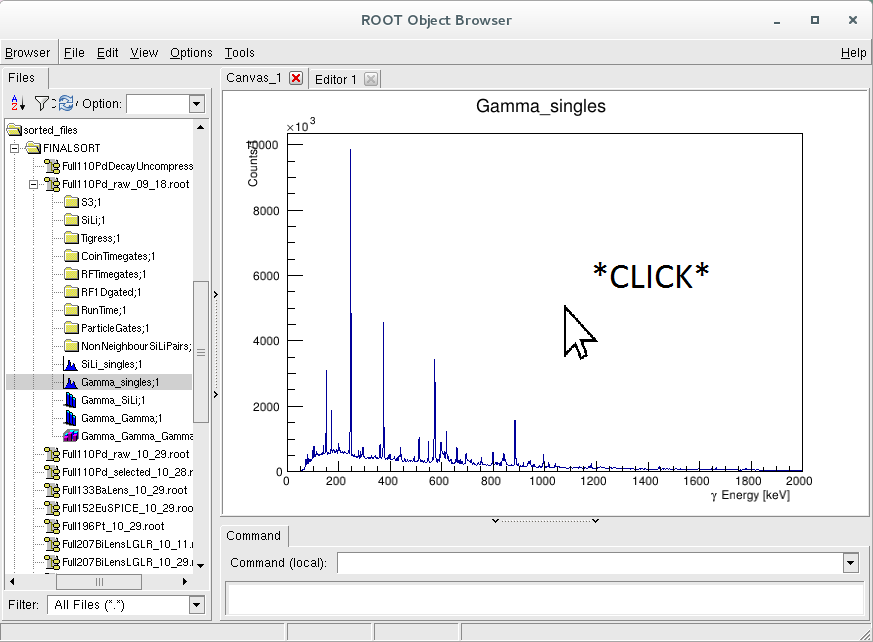 ROOT Object Browser
Browser File Edit View Options Tools Help
Files
Option:
sorted_files
FINALSORT
Full110PdDecayUncompress
Full110Pd_raw_09_18.root
S3;1
SiLi;1
Tigress;1
CoinTimegates;1
RFTimegates;1
RF1Dgated;1
RunTime;1
ParticleGates;1
NonNeighbourSiLiPairs;
SiLi_singles;1
Gamma_singles;1
Gamma_SiLi;1
Gamma_Gamma;1
Gamma_Gamma_Gamma
Full110Pd_raw_10_29.root
Full110Pd_selected_10_28.r
Full133BaLens_10_29.root
Full152EuSPICE_10_29.roo
Full196Pt_10_29.root
Full207BiLensLGLR_10_11.r
Full207BiLensLGLR_10_29.r
Filter: All Files (*.*)
Canvas_1 Editor 1
Gamma_singles
×10³
Counts
10000
8000
6000
4000
2000
0
0 200 400 600 800 1000 1200 1400 1600 1800 2000
γ Energy [keV]
*CLICK*
Command
Command (local):